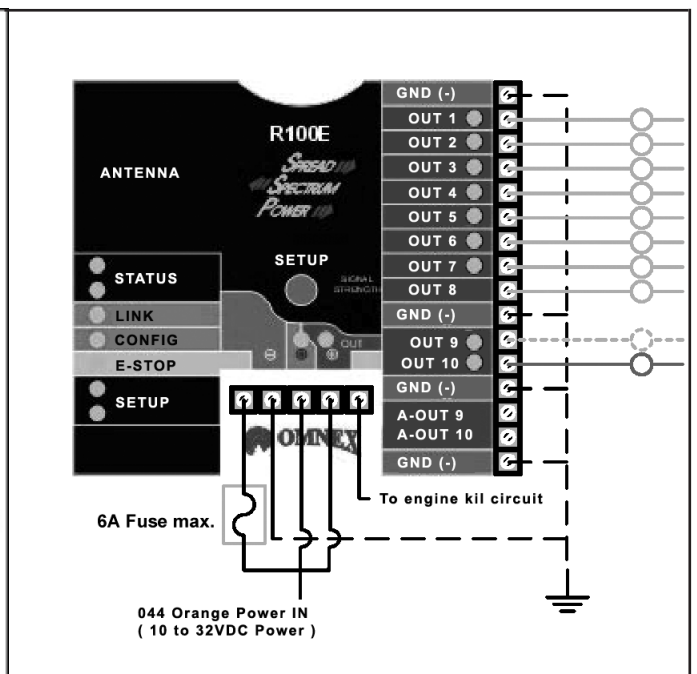 R100E
SPREAD
SPECTRUM
POWER
ANTENNA
SETUP
SIGNAL
STRENGTH
STATUS
LINK
CONFIG
E-STOP
SETUP
OUT
OMNEX
GND (-)
OUT 1
OUT 2
OUT 3
OUT 4
OUT 5
OUT 6
OUT 7
OUT 8
GND (-)
OUT 9
OUT 10
GND (-)
A-OUT 9
A-OUT 10
GND (-)
To engine kil circuit
6A Fuse max.
044 Orange Power IN
( 10 to 32VDC Power )